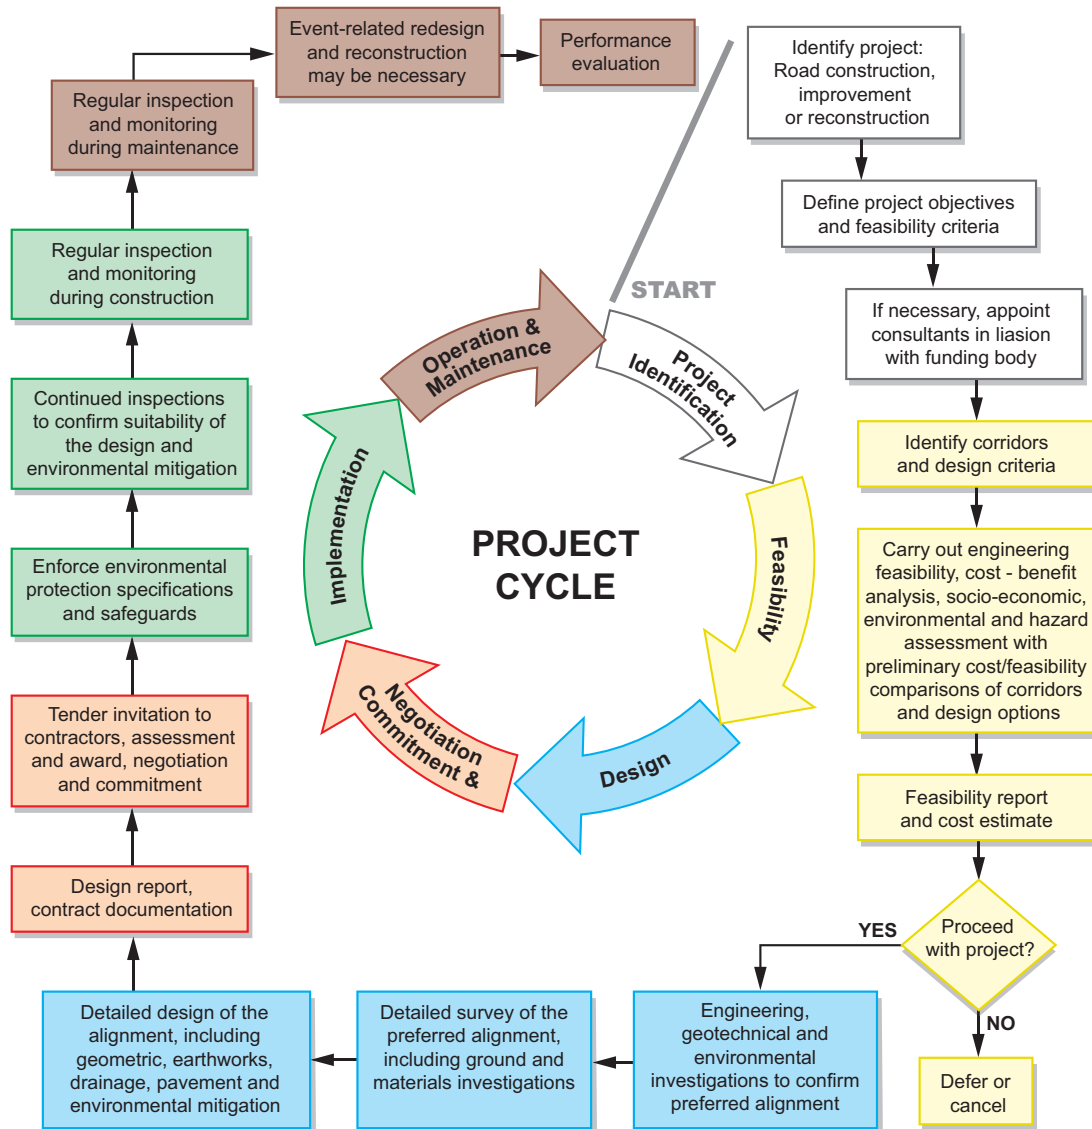 Identify project:
Road construction,
improvement
or reconstruction
Define project objectives
and feasibility criteria
If necessary, appoint
consultants in liasion
with funding body
Identify corridors
and design criteria
Carry out engineering
feasibility, cost - benefit
analysis, socio-economic,
environmental and hazard
assessment with
preliminary cost/feasibility
comparisons of corridors
and design options
Feasibility report
and cost estimate
Proceed
with project?
YES
NO
Defer or
cancel
Engineering,
geotechnical and
environmental
investigations to confirm
preferred alignment
Detailed survey of the
preferred alignment,
including ground and
materials investigations
Detailed design of the
alignment, including
geometric, earthworks,
drainage, pavement and
environmental mitigation
Design report,
contract documentation
Tender invitation to
contractors, assessment
and award, negotiation
and commitment
Enforce environmental
protection specifications
and safeguards
Continued inspections
to confirm suitability of
the design and
environmental mitigation
Regular inspection
and monitoring
during construction
Regular inspection
and monitoring
during maintenance
Event-related redesign
and reconstruction
may be necessary
Performance
evaluation
START
PROJECT
CYCLE
Project
Identification
Feasibility
Design
Negotiation
Commitment &
Implementation
Operation &
Maintenance